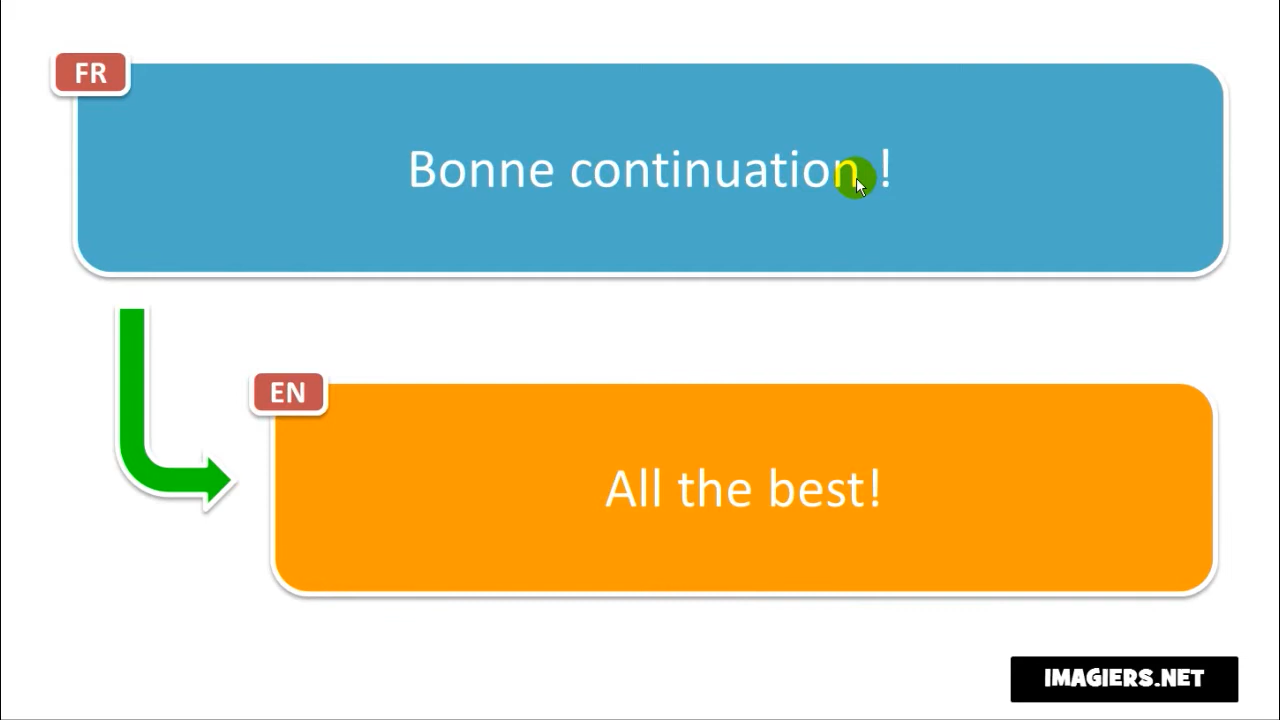 FR
Bonne continuation !
EN
All the best!
IMAGIERS.NET